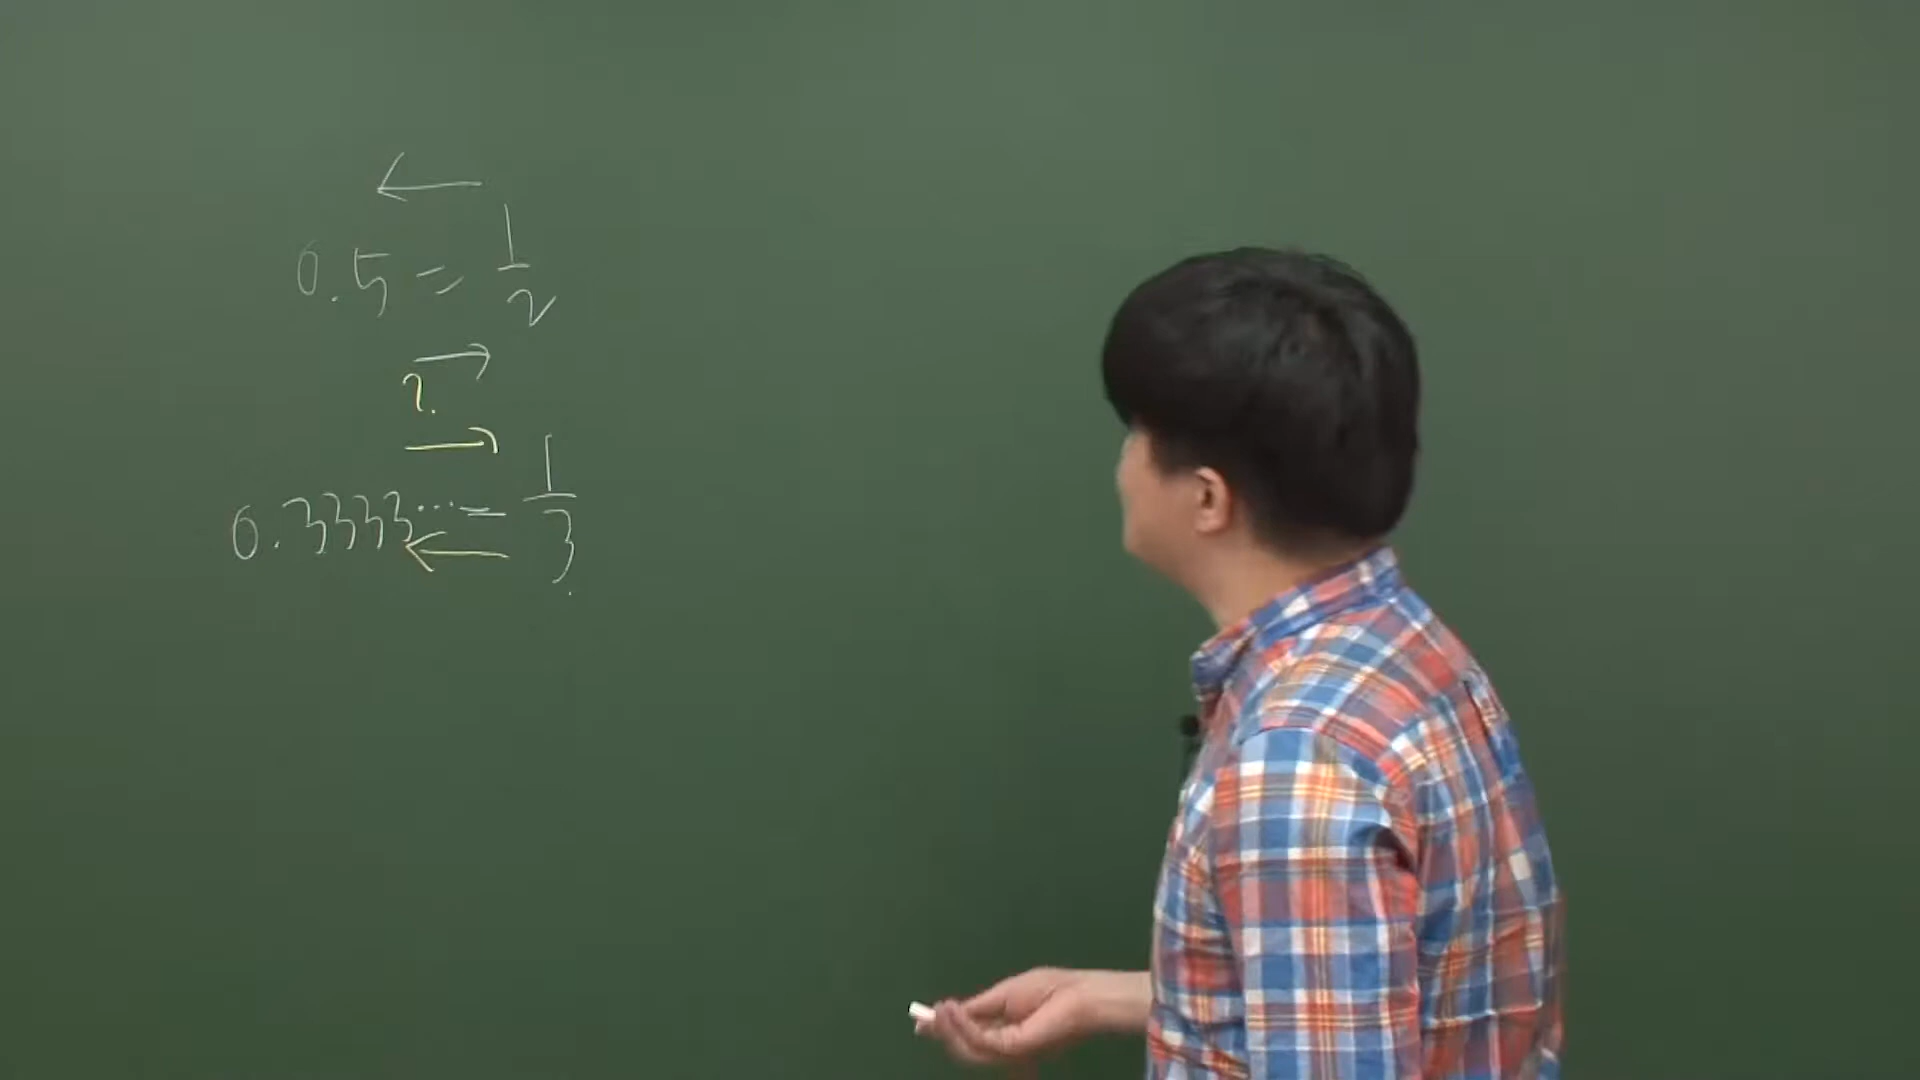 ←
0.5 = 1/2
→
?
→
0.3333... = 1/3
←